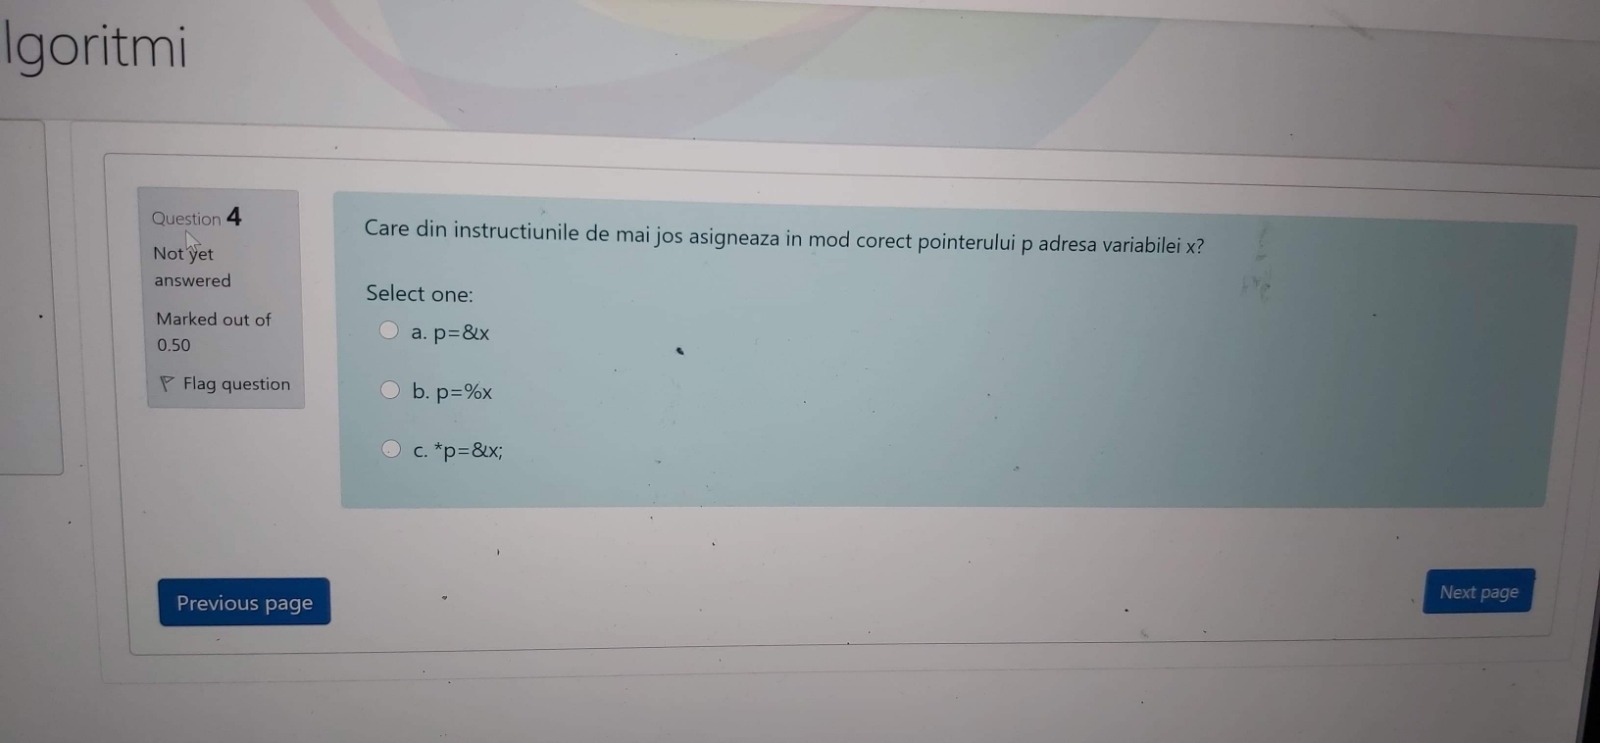 lgoritmi
Question 4
Not yet
answered
Marked out of
0.50
Flag question
Care din instructiunile de mai jos asigneaza in mod corect pointerului p adresa variabilei x?
Select one:
a. p=&x
b. p=%x
c. *p=&x;
Previous page
Next page